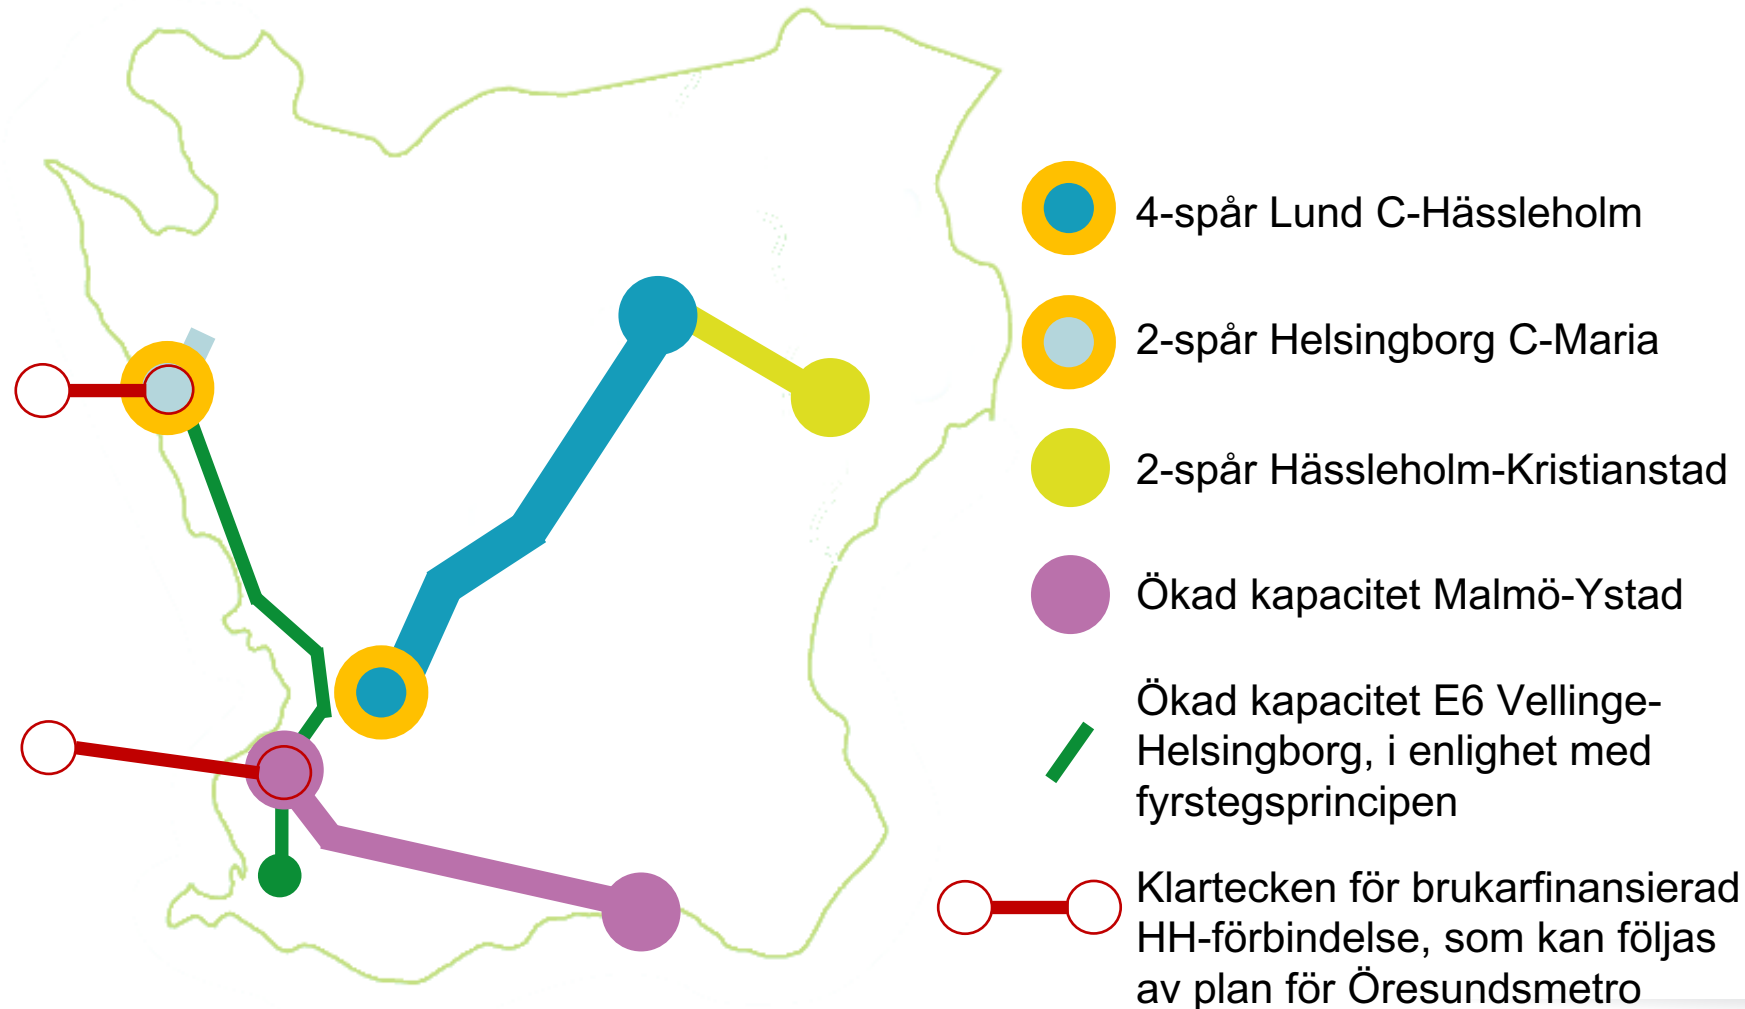 4-spår Lund C-Hässleholm
2-spår Helsingborg C-Maria
2-spår Hässleholm-Kristianstad
Ökad kapacitet Malmö-Ystad
Ökad kapacitet E6 Vellinge-
Helsingborg, i enlighet med
fyrstegsprincipen
Klartecken för brukarfinansierad
HH-förbindelse, som kan följas
av plan för Öresundsmetro